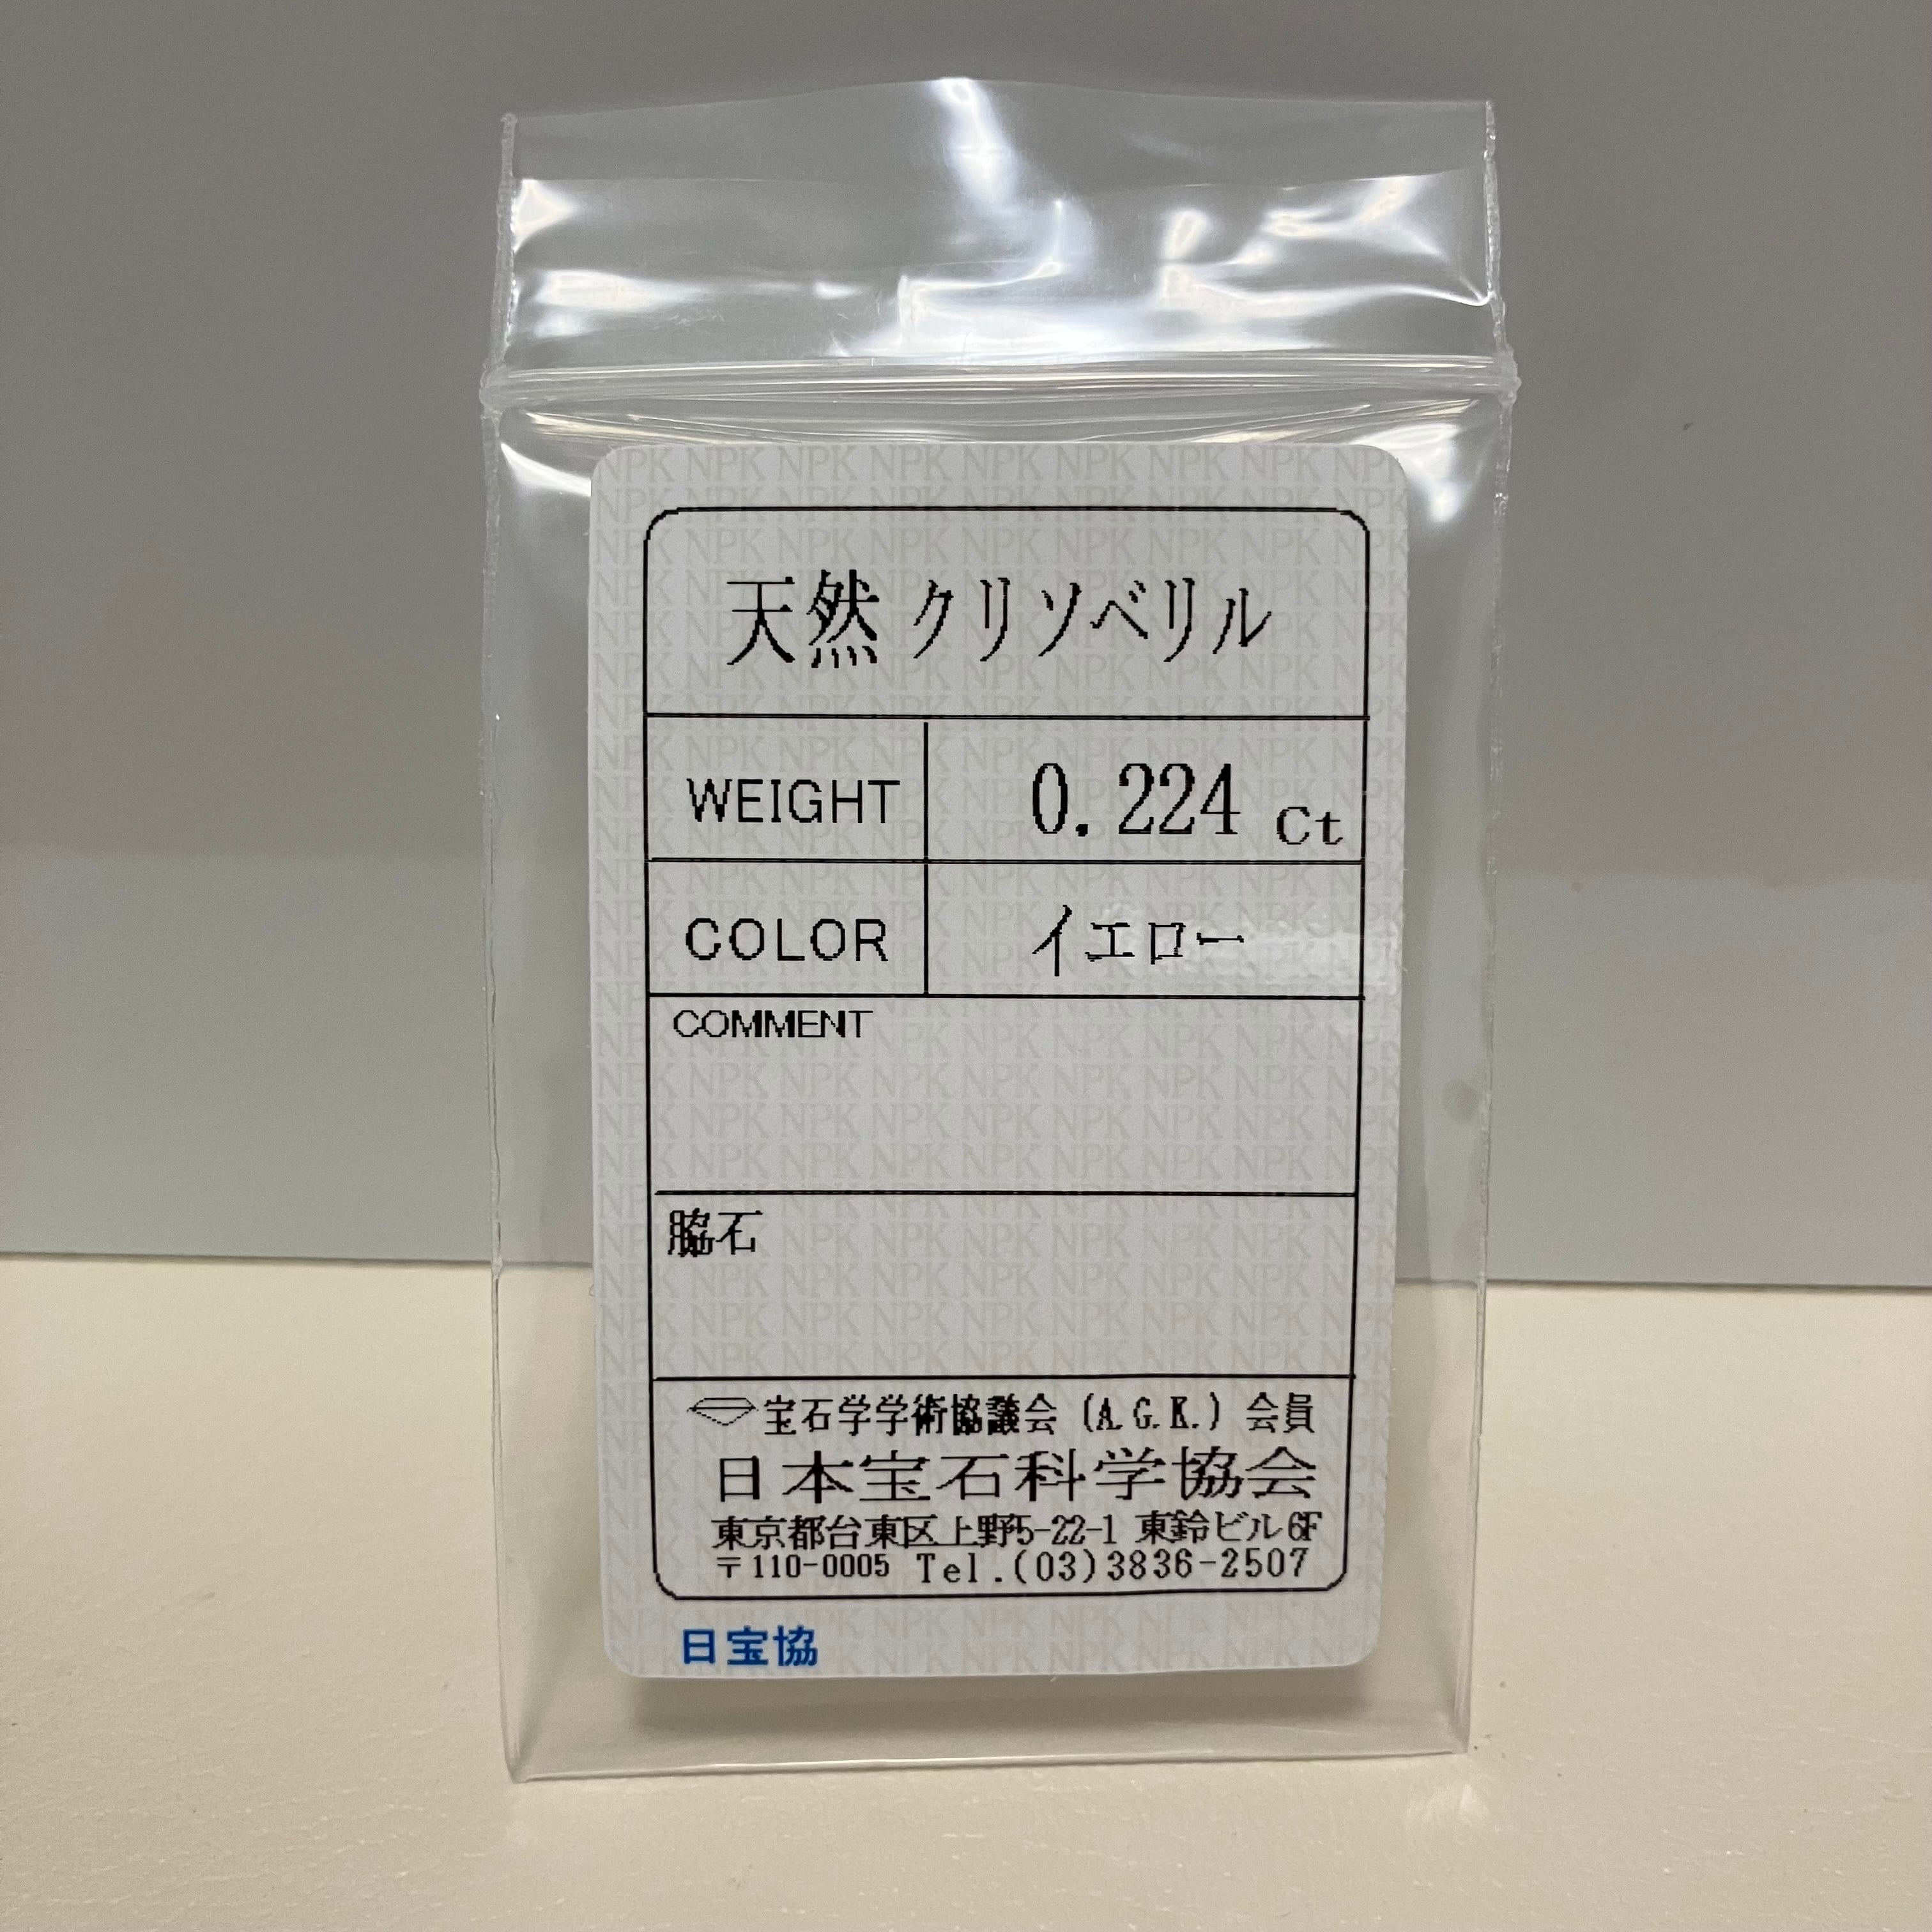 天然 クリソベリル
WEIGHT 0.224 Ct
COLOR イエロー
COMMENT
脇石
宝石学学術協議会 (A.G.K.) 会員
日本宝石科学協会
東京都台東区上野5-22-1 東鈴ビル6F
〒110-0005 Tel.(03)3836-2507
日宝協